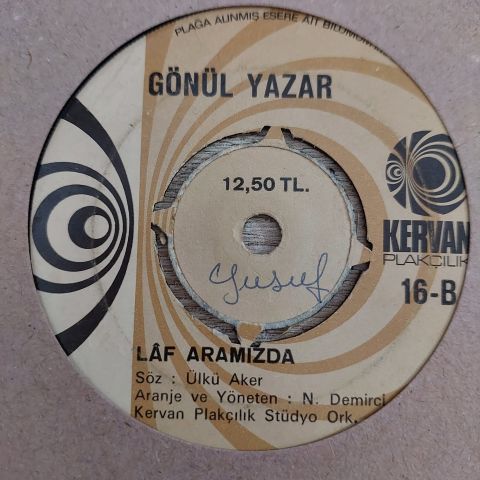 PLAĞA ALINMIŞ ESERE AİT BİLUMUM
GÖNÜL YAZAR
12,50 TL.
KERVAN
PLAKÇILIK
16-B
Yusuf
LÂF ARAMIZDA
Söz : Ülkü Aker
Aranje ve Yöneten : N. Demirci
Kervan Plakçılık Stüdyo Ork.